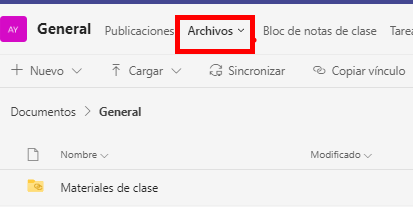 AY General Publicaciones Archivos Bloc de notas de clase Tarea
+ Nuevo Cargar Sincronizar Copiar vínculo
Documentos > General
Nombre Modificado
Materiales de clase